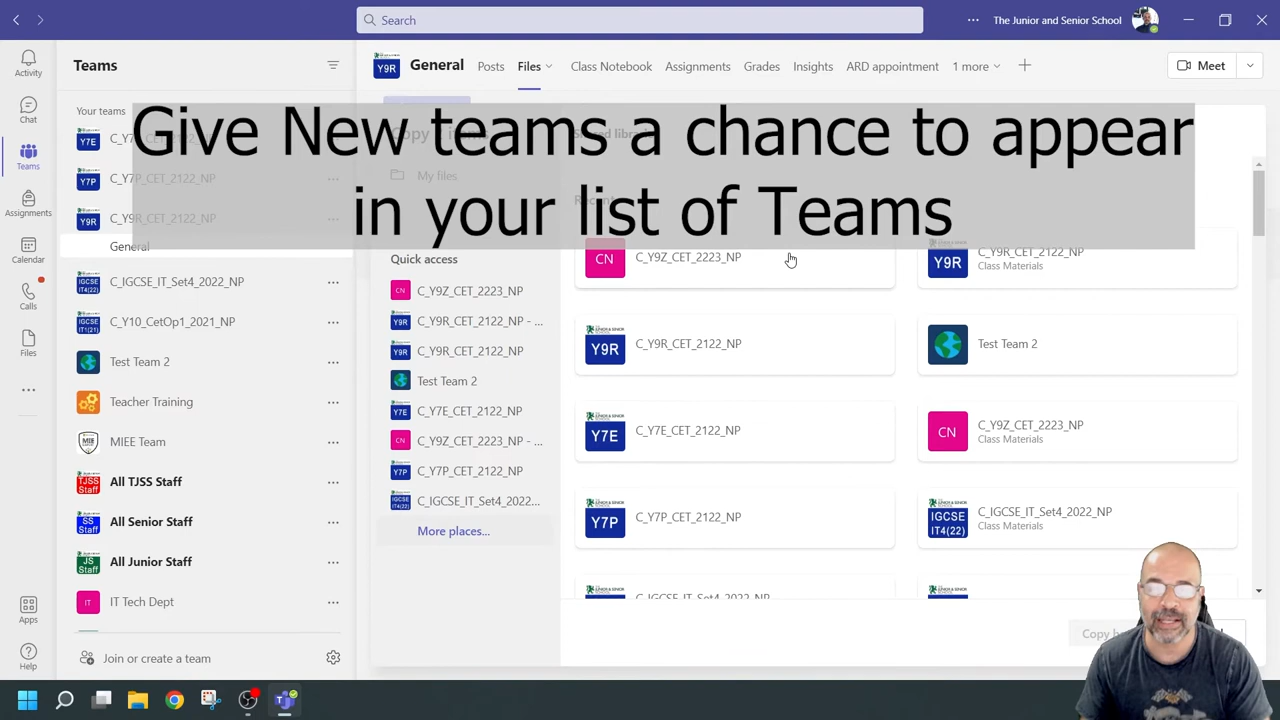 Search
The Junior and Senior School
Activity
Chat
Teams
Assignments
Calendar
Calls
Files
Apps
Help
Teams
Your teams
C_Y7P_CET_2122_NP
C_Y9R_CET_2122_NP
General
C_IGCSE_IT_Set4_2022_NP
C_Y10_CetOp1_2021_NP
Test Team 2
Teacher Training
MIEE Team
All TJSS Staff
All Senior Staff
All Junior Staff
IT Tech Dept
Join or create a team
Y9R
General
Posts
Files
Class Notebook
Assignments
Grades
Insights
ARD appointment
1 more
Meet
Give New teams a chance to appear
in your list of Teams
My files
Quick access
C_Y9Z_CET_2223_NP
C_Y9R_CET_2122_NP - ...
C_Y9R_CET_2122_NP
Test Team 2
C_Y7E_CET_2122_NP
C_Y9Z_CET_2223_NP - ...
C_Y7P_CET_2122_NP
C_IGCSE_IT_Set4_2022...
More places...
CN
C_Y9Z_CET_2223_NP
Y9R
C_Y9R_CET_2122_NP
Class Materials
Y9R
C_Y9R_CET_2122_NP
Test Team 2
Y7E
C_Y7E_CET_2122_NP
CN
C_Y9Z_CET_2223_NP
Class Materials
Y7P
C_Y7P_CET_2122_NP
IGCSE
IT4(22)
C_IGCSE_IT_Set4_2022_NP
Class Materials